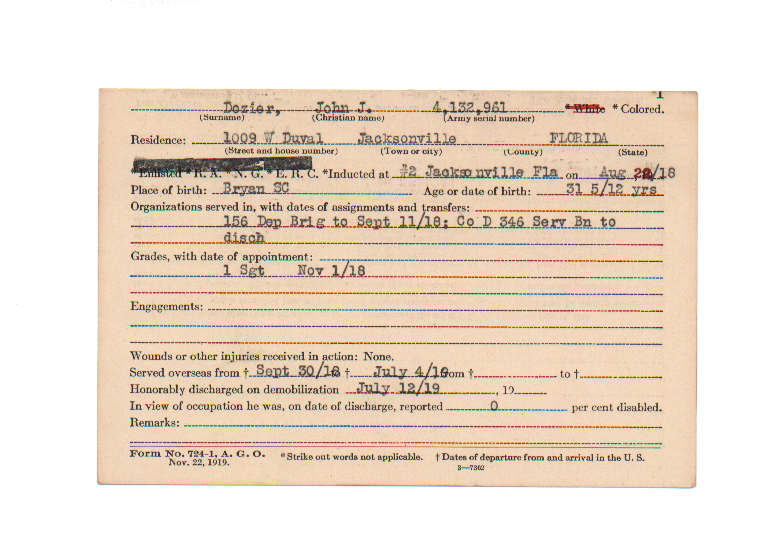 Dozier, John J. 4,132,961 * White * Colored.
(Surname) (Christian name) (Army serial number)
Residence: 1009 W Duval Jacksonville FLORIDA
(Street and house number) (Town or city) (County) (State)
* Enlisted * R. A. * N. G. * E. R. C. *Inducted at #2 Jacksonville Fla on Aug 22/18
Place of birth: Bryan SC Age or date of birth: 31 5/12 yrs
Organizations served in, with dates of assignments and transfers:
156 Dep Brig to Sept 11/18; Co D 346 Serv Bn to
disch
Grades, with date of appointment:
1 Sgt Nov 1/18
Engagements:
Wounds or other injuries received in action: None.
Served overseas from † Sept 30/18 † July 4/19 from † to †
Honorably discharged on demobilization July 12/19, 19
In view of occupation he was, on date of discharge, reported 0 per cent disabled.
Remarks:
Form No. 724-1, A. G. O. *Strike out words not applicable. † Dates of departure from and arrival in the U. S.
Nov. 22, 1919. 3—7302